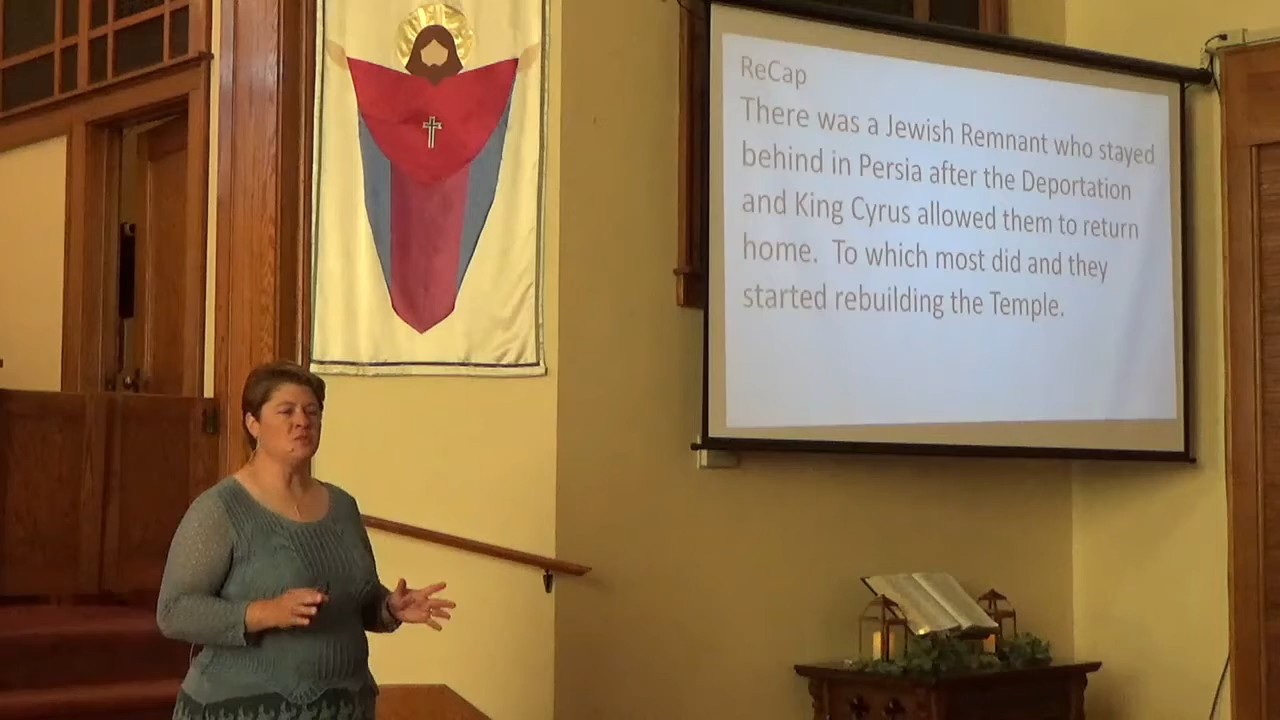 ReCap
There was a Jewish Remnant who stayed
behind in Persia after the Deportation
and King Cyrus allowed them to return
home.  To which most did and they
started rebuilding the Temple.